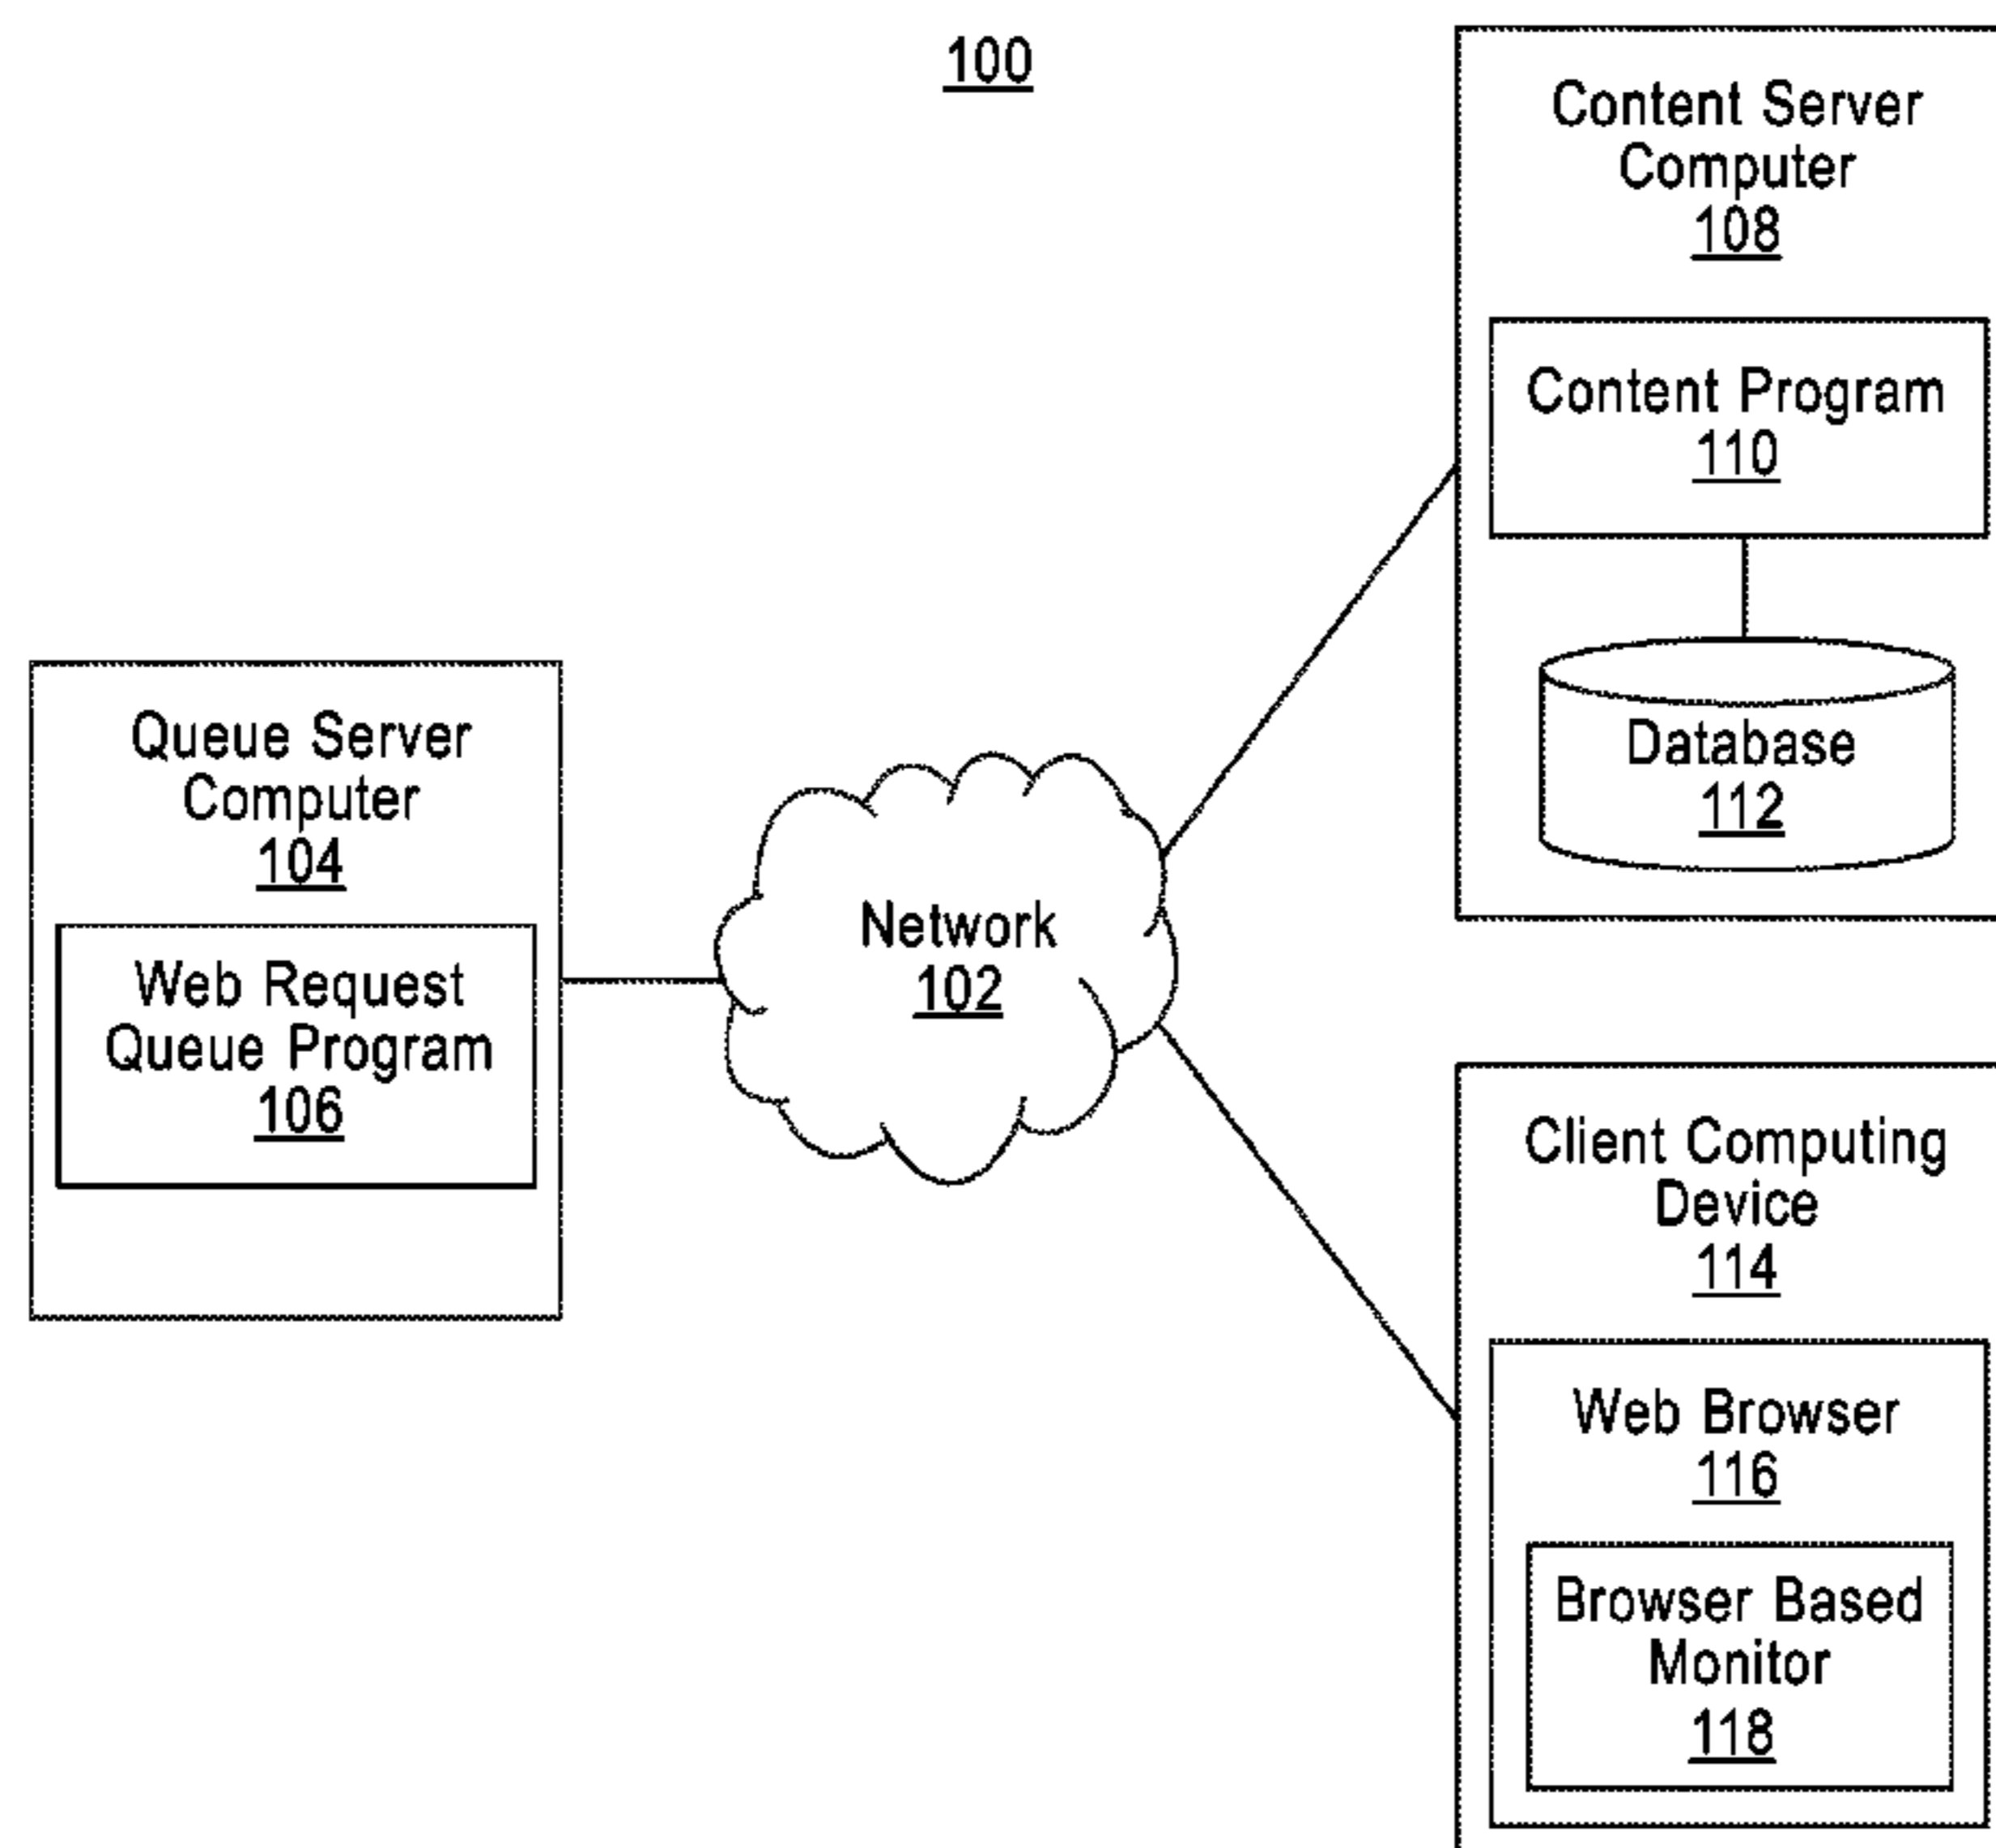 100
Content Server
Computer
108
Content Program
110
Database
112
Queue Server
Computer
104
Web Request
Queue Program
106
Network
102
Client Computing
Device
114
Web Browser
116
Browser Based
Monitor
118